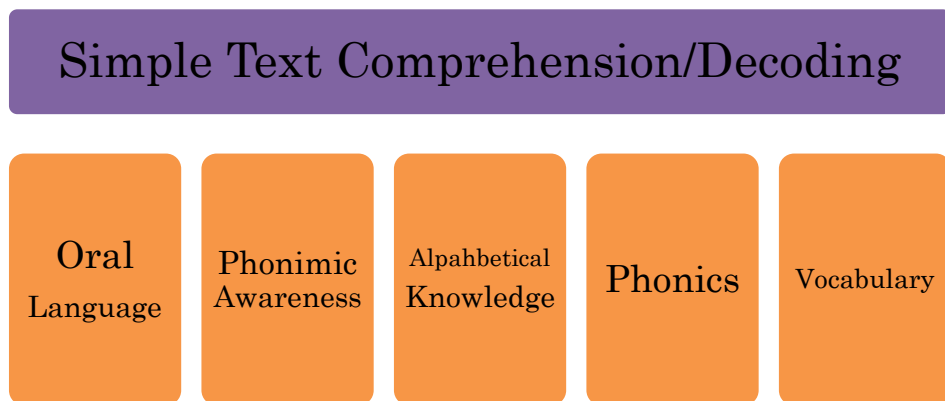 Simple Text Comprehension/Decoding
Oral
Language
Phonimic
Awareness
Alpahbetical
Knowledge
Phonics
Vocabulary